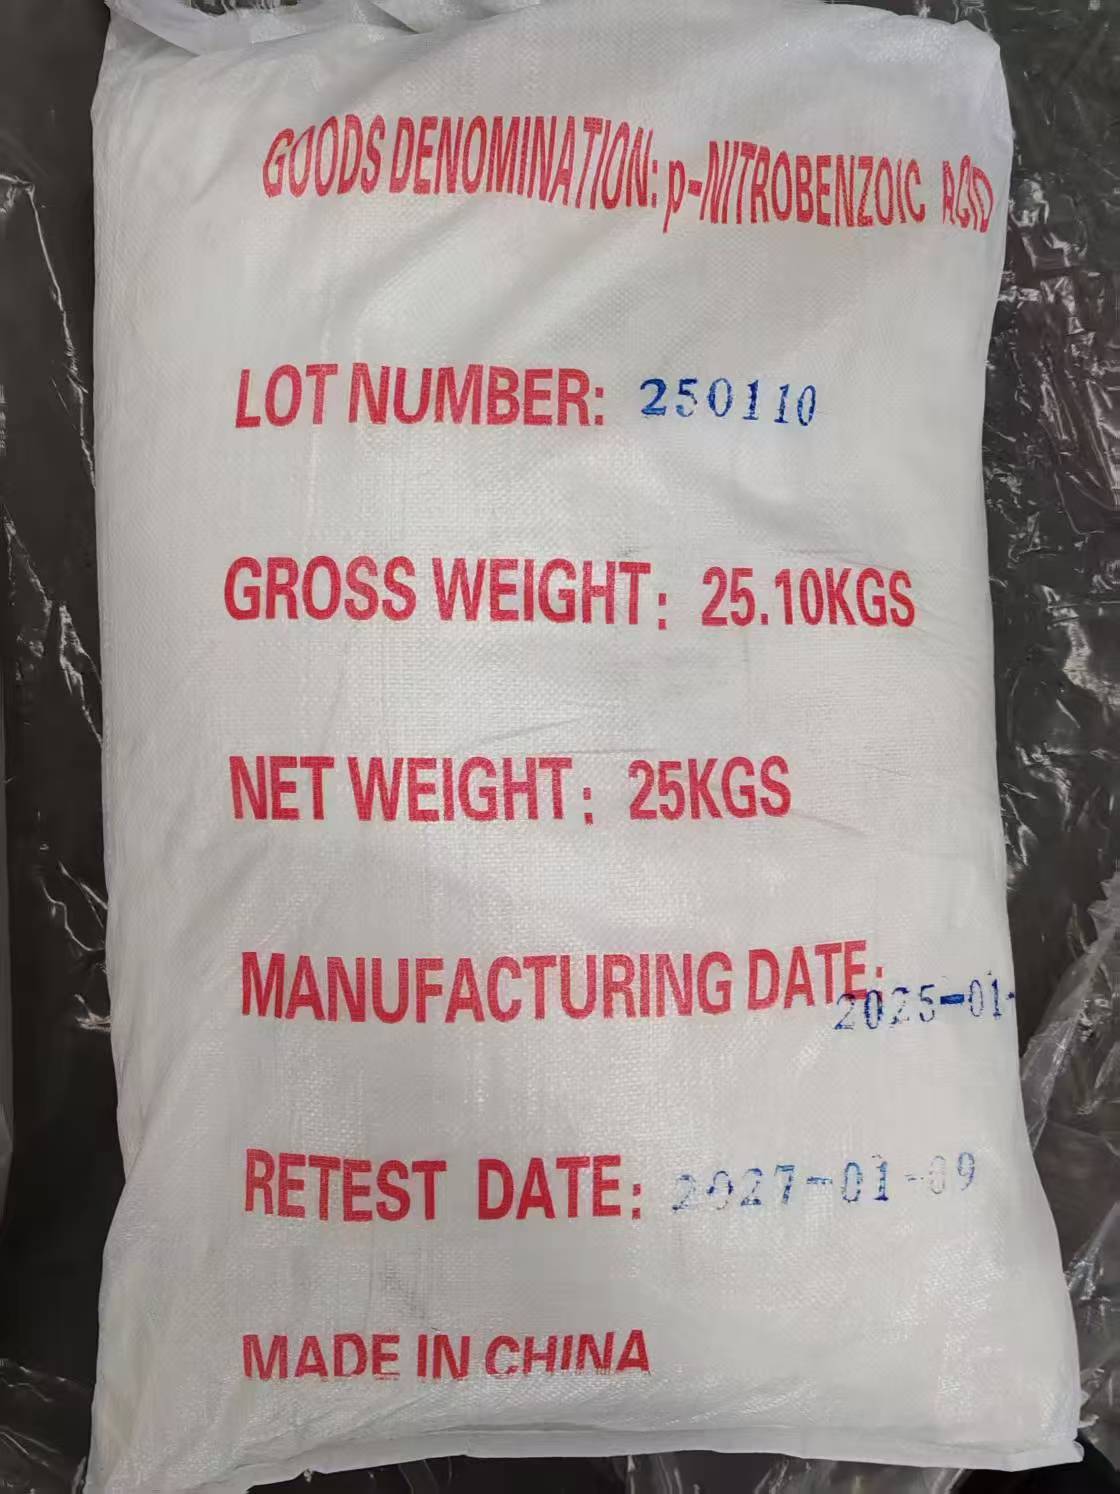 GOODS DENOMINATION: p-NITROBENZOIC ACID
LOT NUMBER: 250110
GROSS WEIGHT: 25.10KGS
NET WEIGHT: 25KGS
MANUFACTURING DATE: 2025-01-
RETEST DATE: 2027-01-09
MADE IN CHINA